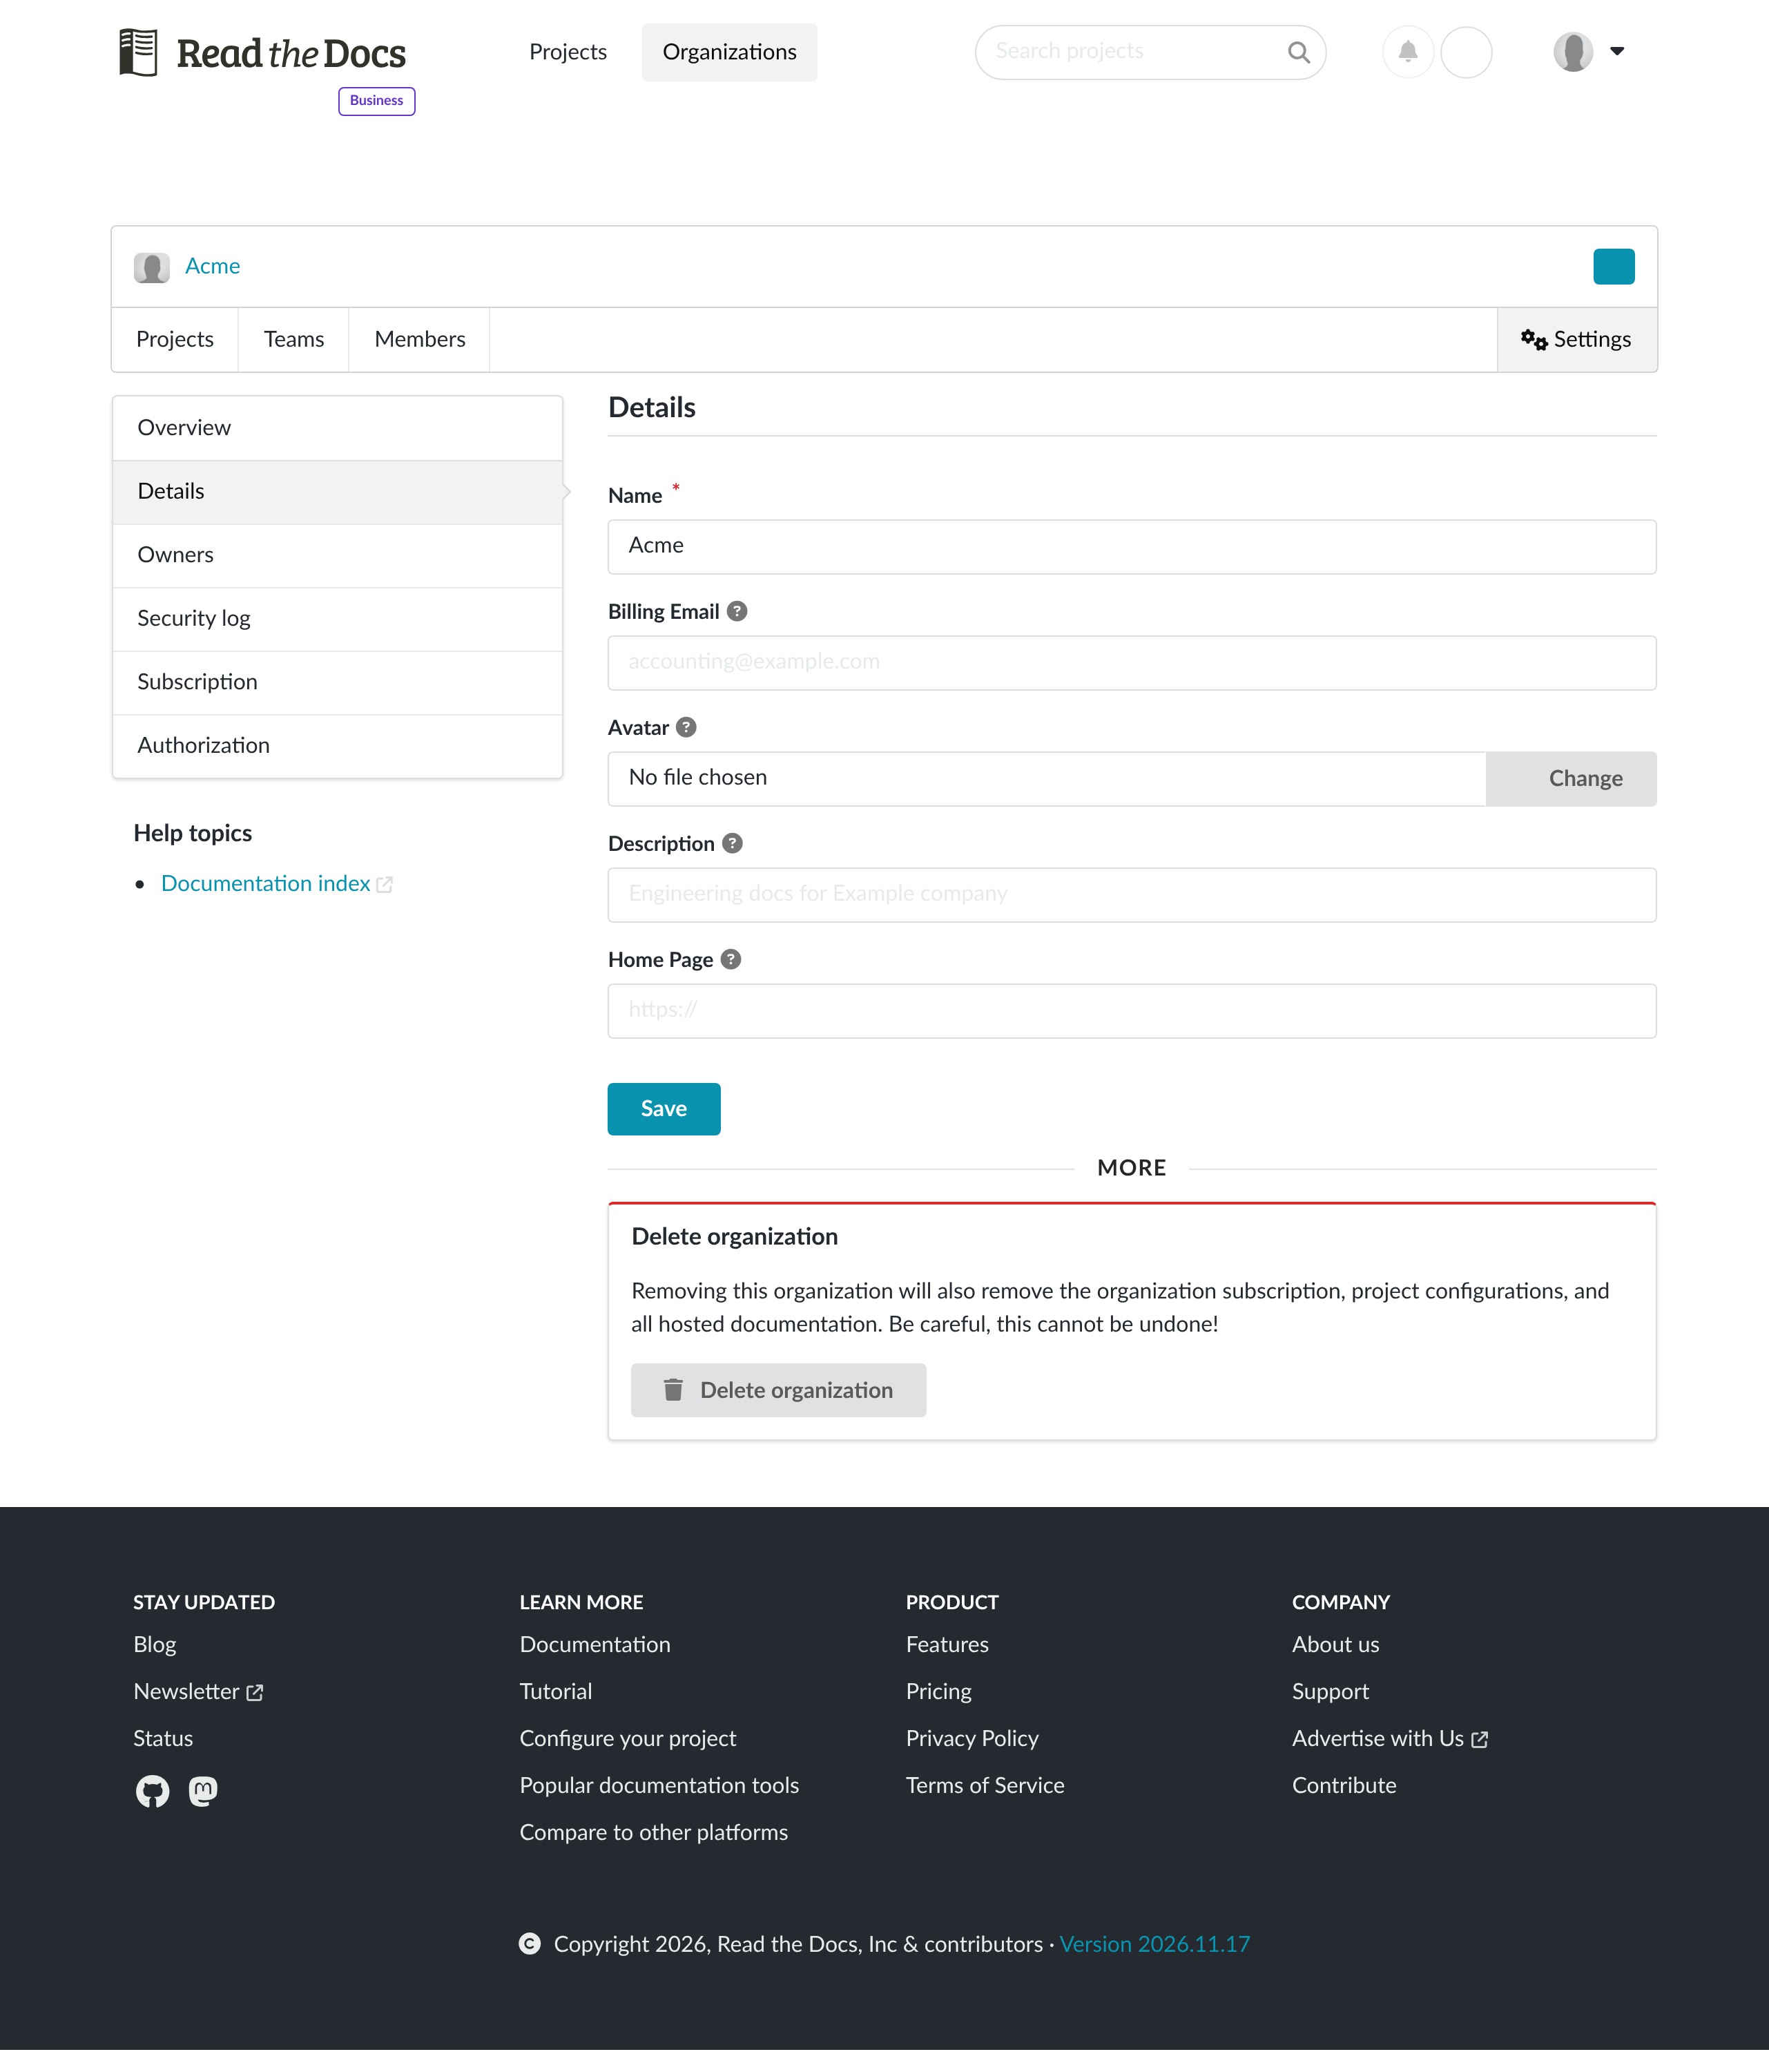 Read the Docs
Business
Projects
Organizations
Search projects
Acme
Projects
Teams
Members
Settings
Overview
Details
Owners
Security log
Subscription
Authorization
Help topics
Documentation index
Details
Name *
Acme
Billing Email
accounting@example.com
Avatar
No file chosen
Change
Description
Engineering docs for Example company
Home Page
https://
Save
MORE
Delete organization
Removing this organization will also remove the organization subscription, project configurations, and
all hosted documentation. Be careful, this cannot be undone!
Delete organization
STAY UPDATED
Blog
Newsletter
Status
LEARN MORE
Documentation
Tutorial
Configure your project
Popular documentation tools
Compare to other platforms
PRODUCT
Features
Pricing
Privacy Policy
Terms of Service
COMPANY
About us
Support
Advertise with Us
Contribute
Copyright 2026, Read the Docs, Inc & contributors · Version 2026.11.17